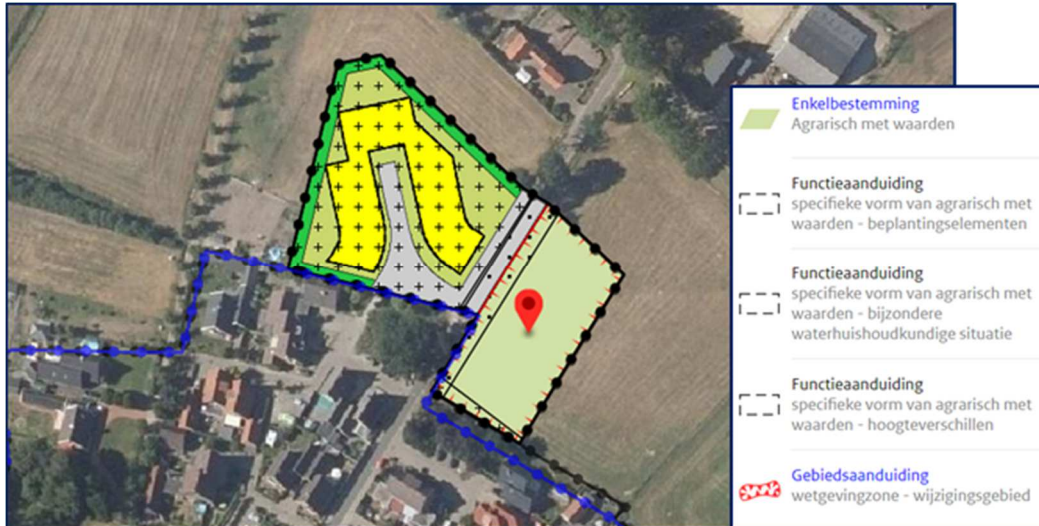 Enkelbestemming
Agrarisch met waarden
Functieaanduiding
specifieke vorm van agrarisch met
waarden - beplantingselementen
Functieaanduiding
specifieke vorm van agrarisch met
waarden - bijzondere
waterhuishoudkundige situatie
Functieaanduiding
specifieke vorm van agrarisch met
waarden - hoogteverschillen
Gebiedsaanduiding
wetgevingzone - wijzigingsgebied